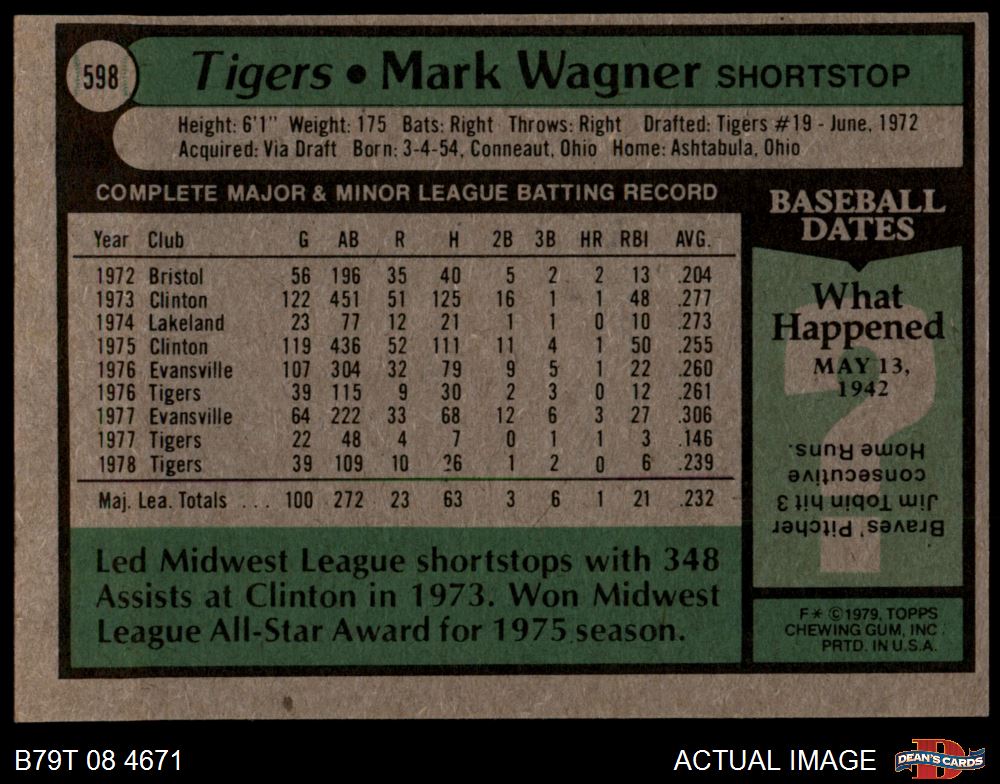 598
Tigers • Mark Wagner SHORTSTOP
Height: 6'1" Weight: 175 Bats: Right Throws: Right Drafted: Tigers #19 - June, 1972
Acquired: Via Draft Born: 3-4-54, Conneaut, Ohio Home: Ashtabula, Ohio
COMPLETE MAJOR & MINOR LEAGUE BATTING RECORD
Year Club G AB R H 2B 3B HR RBI AVG.
1972 Bristol 56 196 35 40 5 2 2 13 .204
1973 Clinton 122 451 51 125 16 1 1 48 .277
1974 Lakeland 23 77 12 21 1 1 0 10 .273
1975 Clinton 119 436 52 111 11 4 1 50 .255
1976 Evansville 107 304 32 79 9 5 1 22 .260
1976 Tigers 39 115 9 30 2 3 0 12 .261
1977 Evansville 64 222 33 68 12 6 3 27 .306
1977 Tigers 22 48 4 7 0 1 1 3 .146
1978 Tigers 39 109 10 26 1 2 0 6 .239
Maj. Lea. Totals ... 100 272 23 63 3 6 1 21 .232
Led Midwest League shortstops with 348
Assists at Clinton in 1973. Won Midwest
League All-Star Award for 1975 season.
BASEBALL
DATES
What
Happened
MAY 13,
1942
?
Braves' Pitcher
Jim Tobin hit 3
consecutive
Home Runs.
F* ©1979, TOPPS
CHEWING GUM, INC.
PRTD. IN U.S.A.
B79T 08 4671
ACTUAL IMAGE
D
DEAN'S CARDS